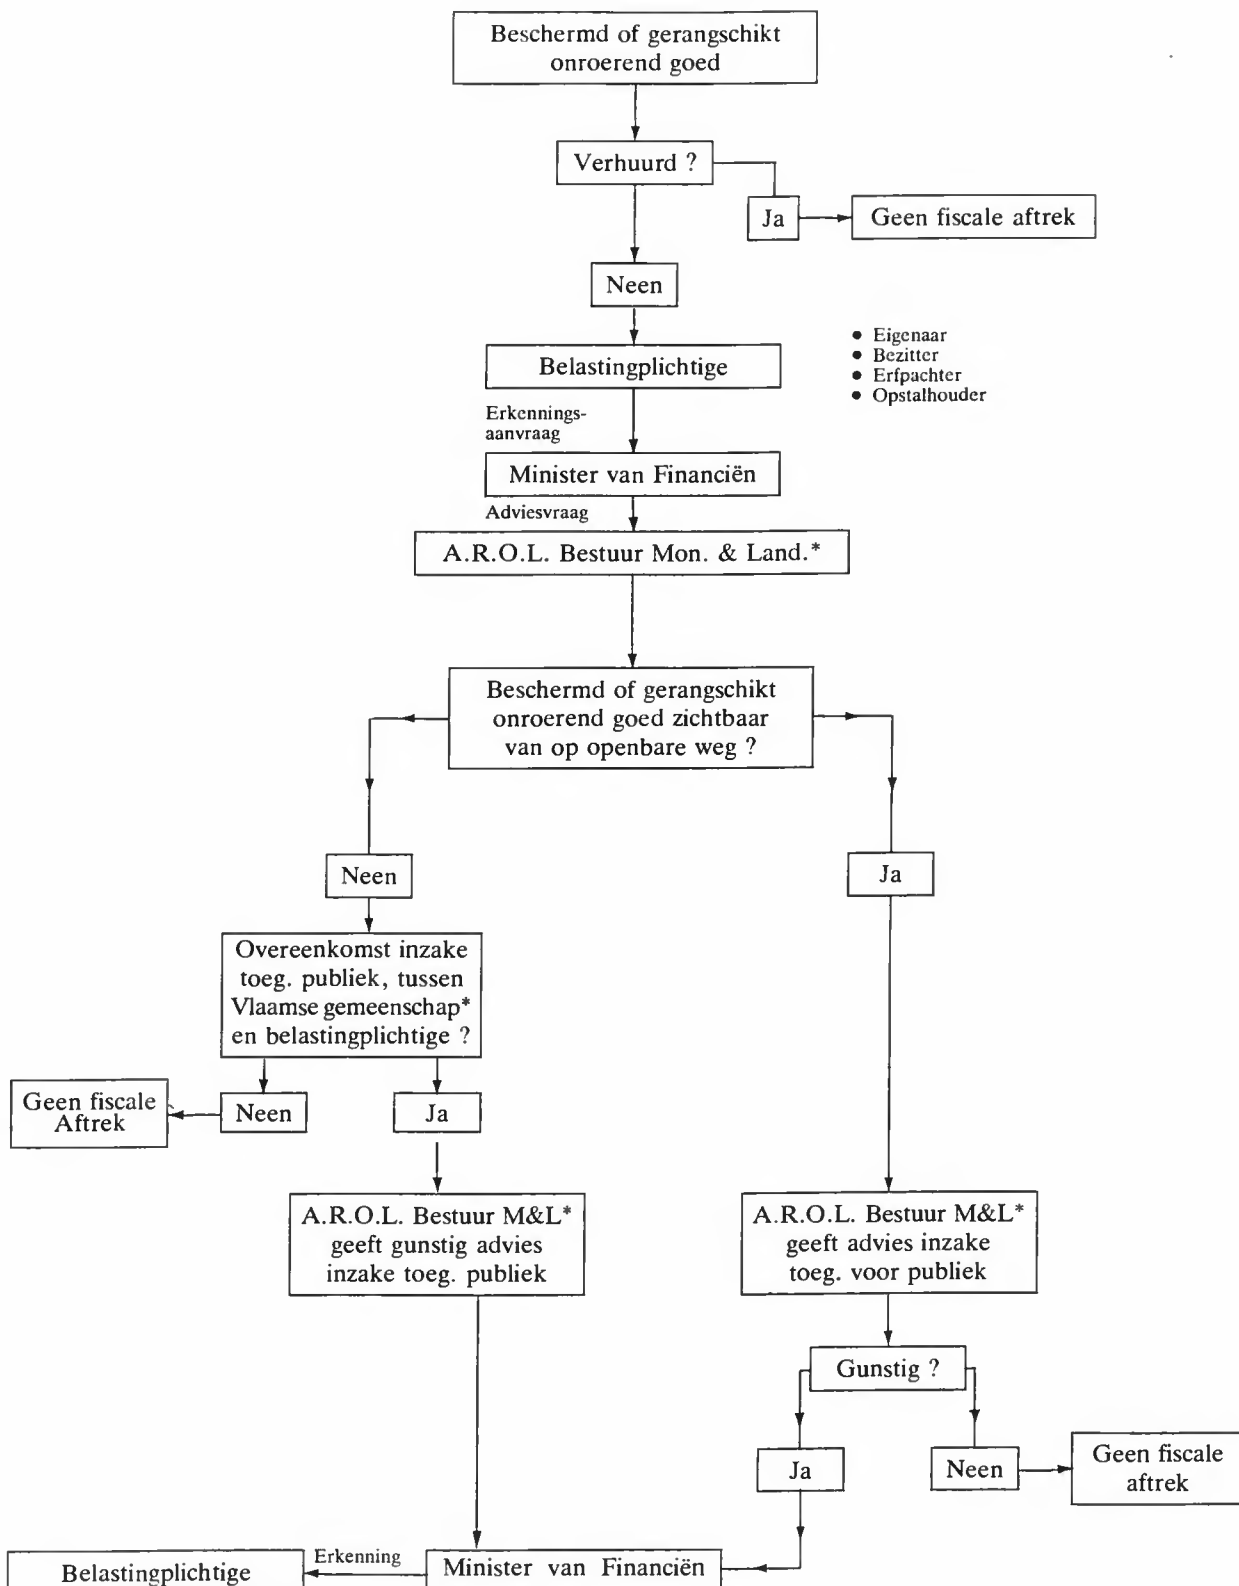 Beschermd of gerangschikt
onroerend goed
Verhuurd ?
Ja
Geen fiscale aftrek
Neen
Belastingplichtige
• Eigenaar
• Bezitter
• Erfpachter
• Opstalhouder
Erkennings-
aanvraag
Minister van Financiën
Adviesvraag
A.R.O.L. Bestuur Mon. & Land.*
Beschermd of gerangschikt
onroerend goed zichtbaar
van op openbare weg ?
Neen
Ja
Overeenkomst inzake
toeg. publiek, tussen
Vlaamse gemeenschap*
en belastingplichtige ?
Geen fiscale
Aftrek
Neen
Ja
A.R.O.L. Bestuur M&L*
geeft gunstig advies
inzake toeg. publiek
A.R.O.L. Bestuur M&L*
geeft advies inzake
toeg. voor publiek
Gunstig ?
Ja
Neen
Geen fiscale
aftrek
Belastingplichtige
Erkenning
Minister van Financiën